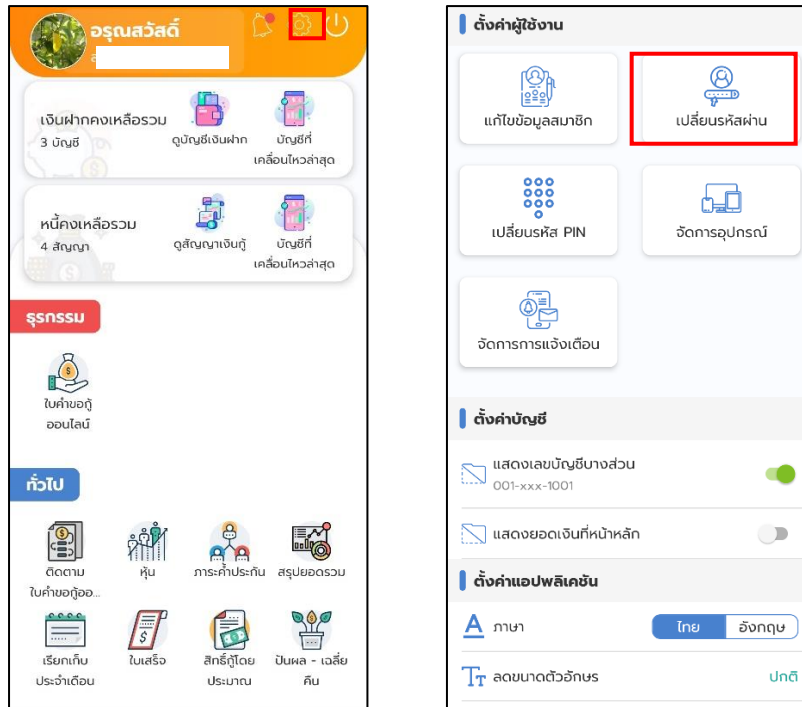 อรุณสวัสดิ์
เงินฝากคงเหลือรวม
3 บัญชี
ดูบัญชีเงินฝาก
บัญชีที่
เคลื่อนไหวล่าสุด
หนี้คงเหลือรวม
4 สัญญา
ดูสัญญาเงินกู้
บัญชีที่
เคลื่อนไหวล่าสุด
ธุรกรรม
ใบคำขอกู้
ออนไลน์
ทั่วไป
ติดตาม
ใบคำขอกู้ออ...
หุ้น
ภาระค้ำประกัน
สรุปยอดรวม
เรียกเก็บ
ประจำเดือน
ใบเสร็จ
สิทธิ์กู้โดย
ประมาณ
ปันผล - เฉลี่ย
คืน
ตั้งค่าผู้ใช้งาน
แก้ไขข้อมูลสมาชิก
เปลี่ยนรหัสผ่าน
เปลี่ยนรหัส PIN
จัดการอุปกรณ์
จัดการการแจ้งเตือน
ตั้งค่าบัญชี
แสดงเลขบัญชีบางส่วน
001-xxx-1001
แสดงยอดเงินที่หน้าหลัก
ตั้งค่าแอปพลิเคชัน
ภาษา
ไทย
อังกฤษ
ลดขนาดตัวอักษร
ปกติ